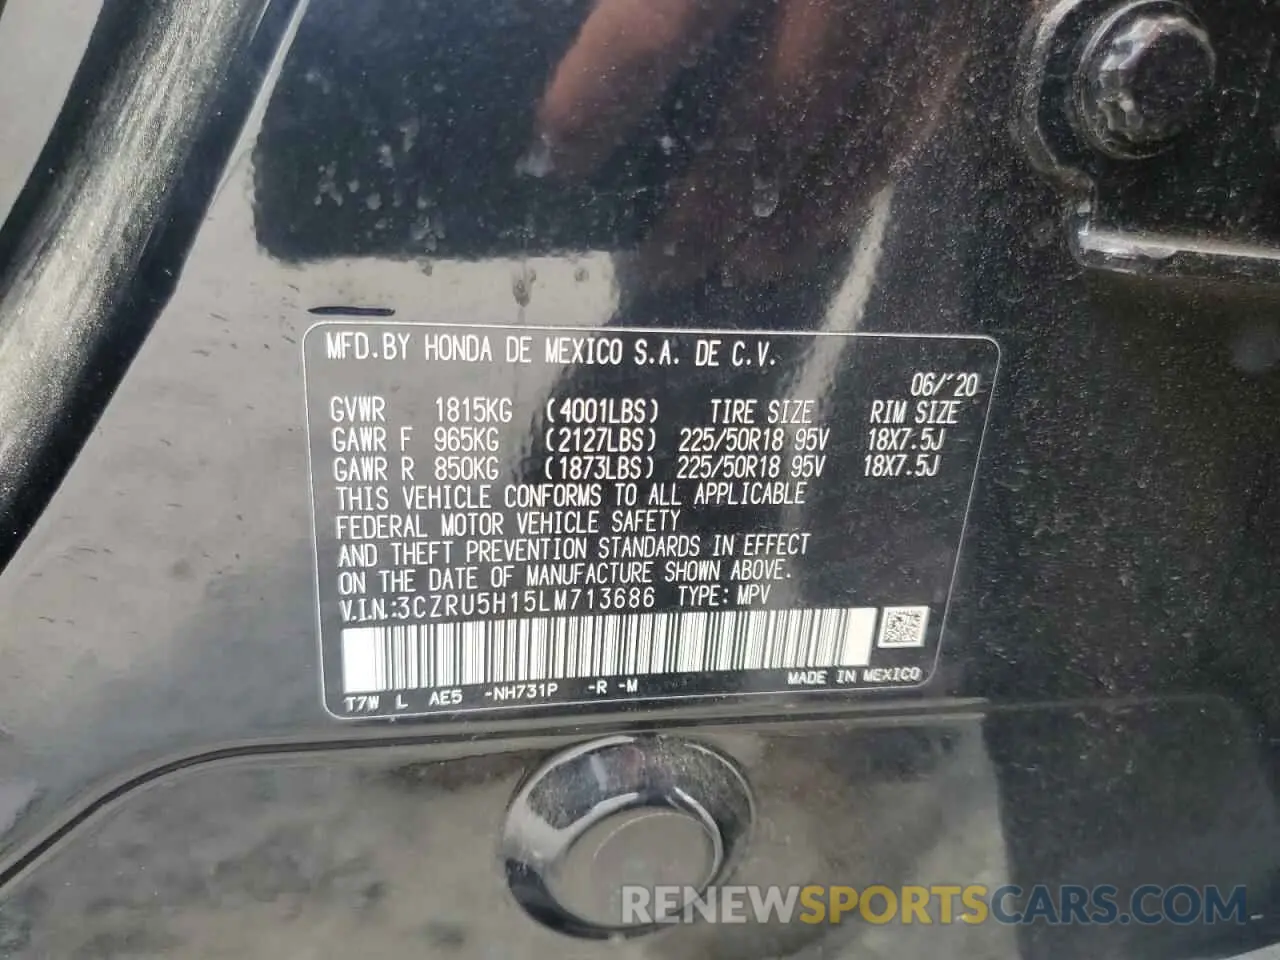 MFD.BY HONDA DE MEXICO S.A. DE C.V.
06/'20
GVWR 1815KG (4001LBS) TIRE SIZE RIM SIZE
GAWR F 965KG (2127LBS) 225/50R18 95V 18X7.5J
GAWR R 850KG (1873LBS) 225/50R18 95V 18X7.5J
THIS VEHICLE CONFORMS TO ALL APPLICABLE
FEDERAL MOTOR VEHICLE SAFETY
AND THEFT PREVENTION STANDARDS IN EFFECT
ON THE DATE OF MANUFACTURE SHOWN ABOVE.
V.I.N.:3CZRU5H15LM713686 TYPE: MPV
T7W L AE5 -NH731P -R -M MADE IN MEXICO
RENEWSPORTSCARS.COM